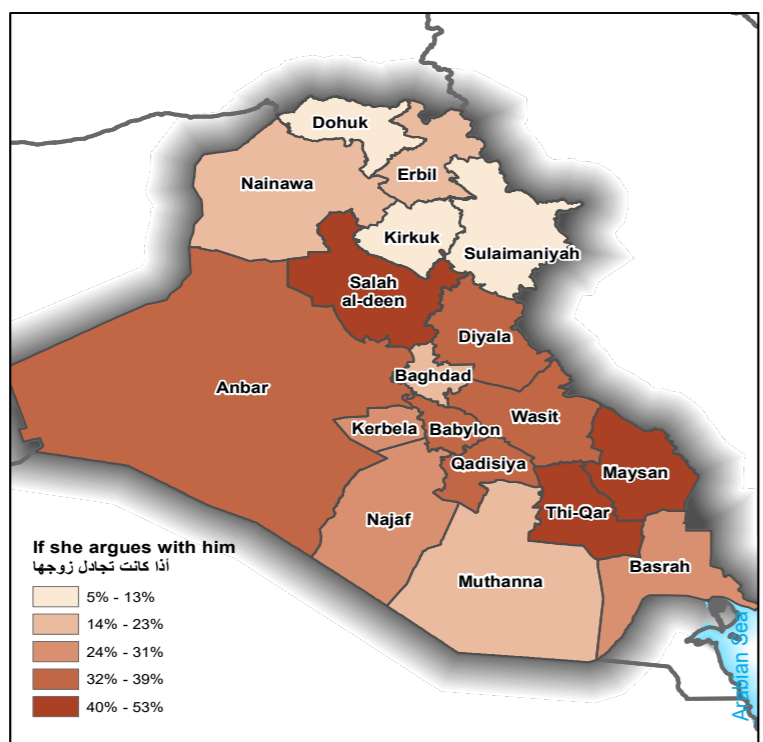 Dohuk
Erbil
Nainawa
Kirkuk
Sulaimaniyah
Salah
al-deen
Diyala
Baghdad
Anbar
Wasit
Kerbela
Babylon
Qadisiya
Maysan
Thi-Qar
Najaf
Basrah
Muthanna
Arabian Sea
If she argues with him
أذا كانت تجادل زوجها
5% - 13%
14% - 23%
24% - 31%
32% - 39%
40% - 53%